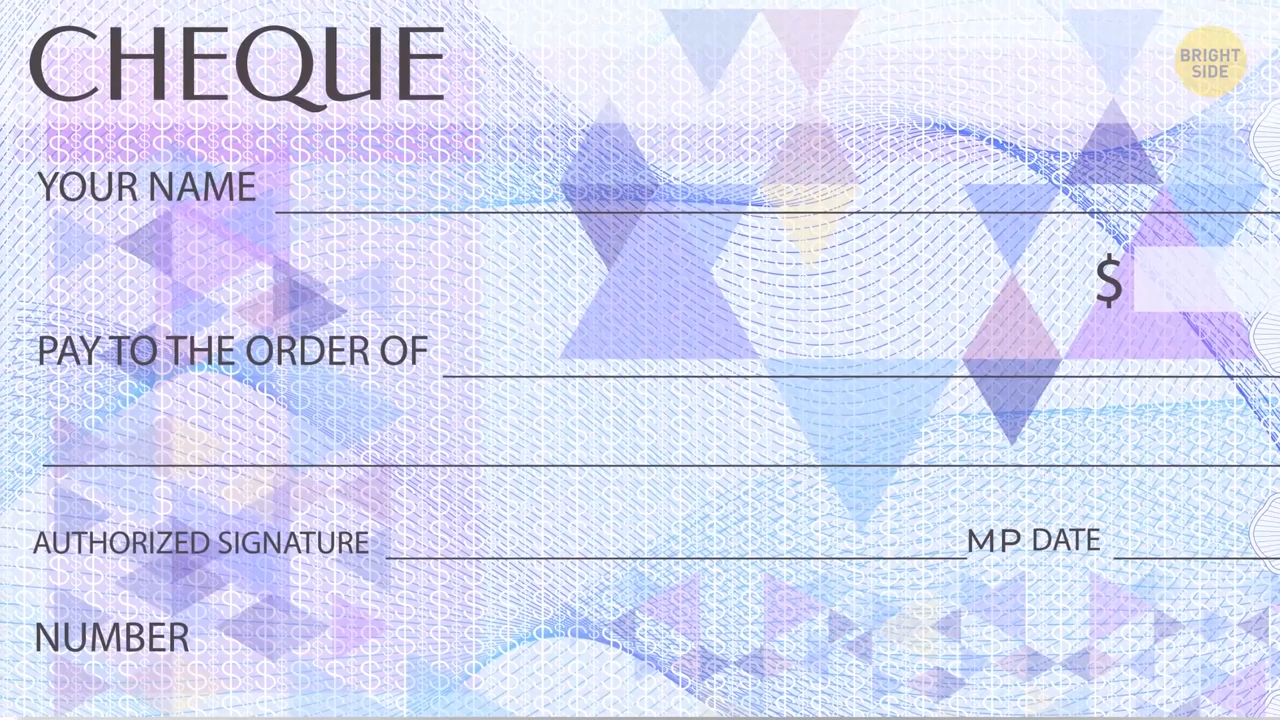 CHEQUE
BRIGHT
SIDE
YOUR NAME
$
PAY TO THE ORDER OF
AUTHORIZED SIGNATURE
MP DATE
NUMBER